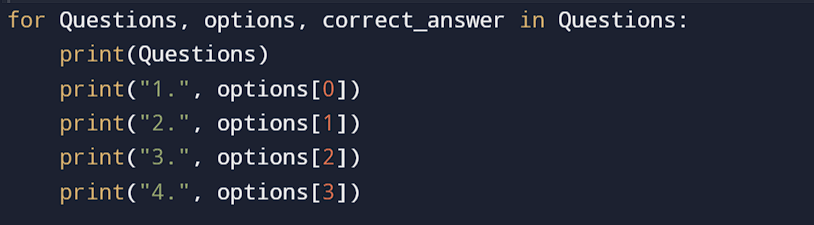 for Questions, options, correct_answer in Questions:
    print(Questions)
    print("1.", options[0])
    print("2.", options[1])
    print("3.", options[2])
    print("4.", options[3])